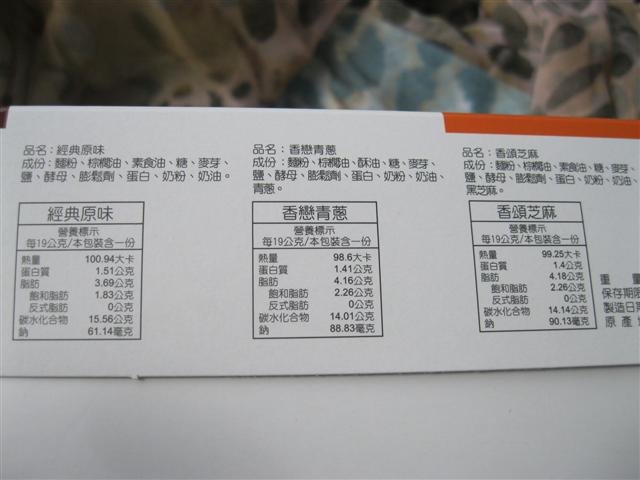 品名：經典原味
成份：麵粉、棕櫚油、素食油、糖、麥芽、
鹽、酵母、膨鬆劑、蛋白、奶粉、奶油。
經典原味
營養標示
每19公克/本包裝含一份
熱量 100.94大卡
蛋白質 1.51公克
脂肪 3.69公克
飽和脂肪 1.83公克
反式脂肪 0公克
碳水化合物 15.56公克
鈉 61.14毫克
品名：香戀青蔥
成份：麵粉、棕櫚油、酥油、糖、麥芽、
鹽、酵母、膨鬆劑、蛋白、奶粉、奶油、
青蔥。
香戀青蔥
營養標示
每19公克/本包裝含一份
熱量 98.6大卡
蛋白質 1.41公克
脂肪 4.16公克
飽和脂肪 2.26公克
反式脂肪 0公克
碳水化合物 14.01公克
鈉 88.83毫克
品名：香頌芝麻
成份：麵粉、棕櫚油、素食油、糖、麥芽、
鹽、酵母、膨鬆劑、蛋白、奶粉、奶油、
黑芝麻。
香頌芝麻
營養標示
每19公克/本包裝含一份
熱量 99.25大卡
蛋白質 1.4公克
脂肪 4.18公克
飽和脂肪 2.26公克
反式脂肪 0公克
碳水化合物 14.14公克
鈉 90.13毫克
重 量
保存期限
製造日期
原 產